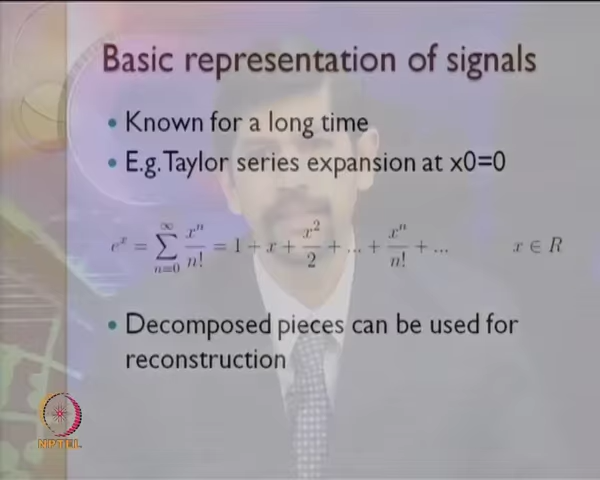 Basic representation of signals
• Known for a long time
• E.g.Taylor series expansion at x0=0
e^x = ∑_{n=0}^{∞} x^n/n! = 1 + x + x^2/2 + ... + x^n/n! + ... x ∈ R
• Decomposed pieces can be used for
reconstruction
NPTEL